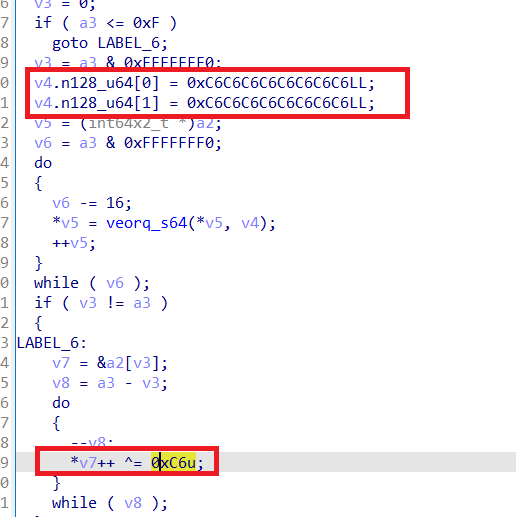 6 v3 = 0;
7 if ( a3 <= 0xF )
8 goto LABEL_6;
9 v3 = a3 & 0xFFFFFFF0;
0 v4.n128_u64[0] = 0xC6C6C6C6C6C6C6C6LL;
1 v4.n128_u64[1] = 0xC6C6C6C6C6C6C6C6LL;
2 v5 = (int64x2_t *)a2;
3 v6 = a3 & 0xFFFFFFF0;
4 do
5 {
6 v6 -= 16;
7 *v5 = veorq_s64(*v5, v4);
8 ++v5;
9 }
0 while ( v6 );
1 if ( v3 != a3 )
2 {
3 LABEL_6:
4 v7 = &a2[v3];
5 v8 = a3 - v3;
6 do
7 {
8 --v8;
9 *v7++ ^= 0xC6u;
0 }
1 while ( v8 );